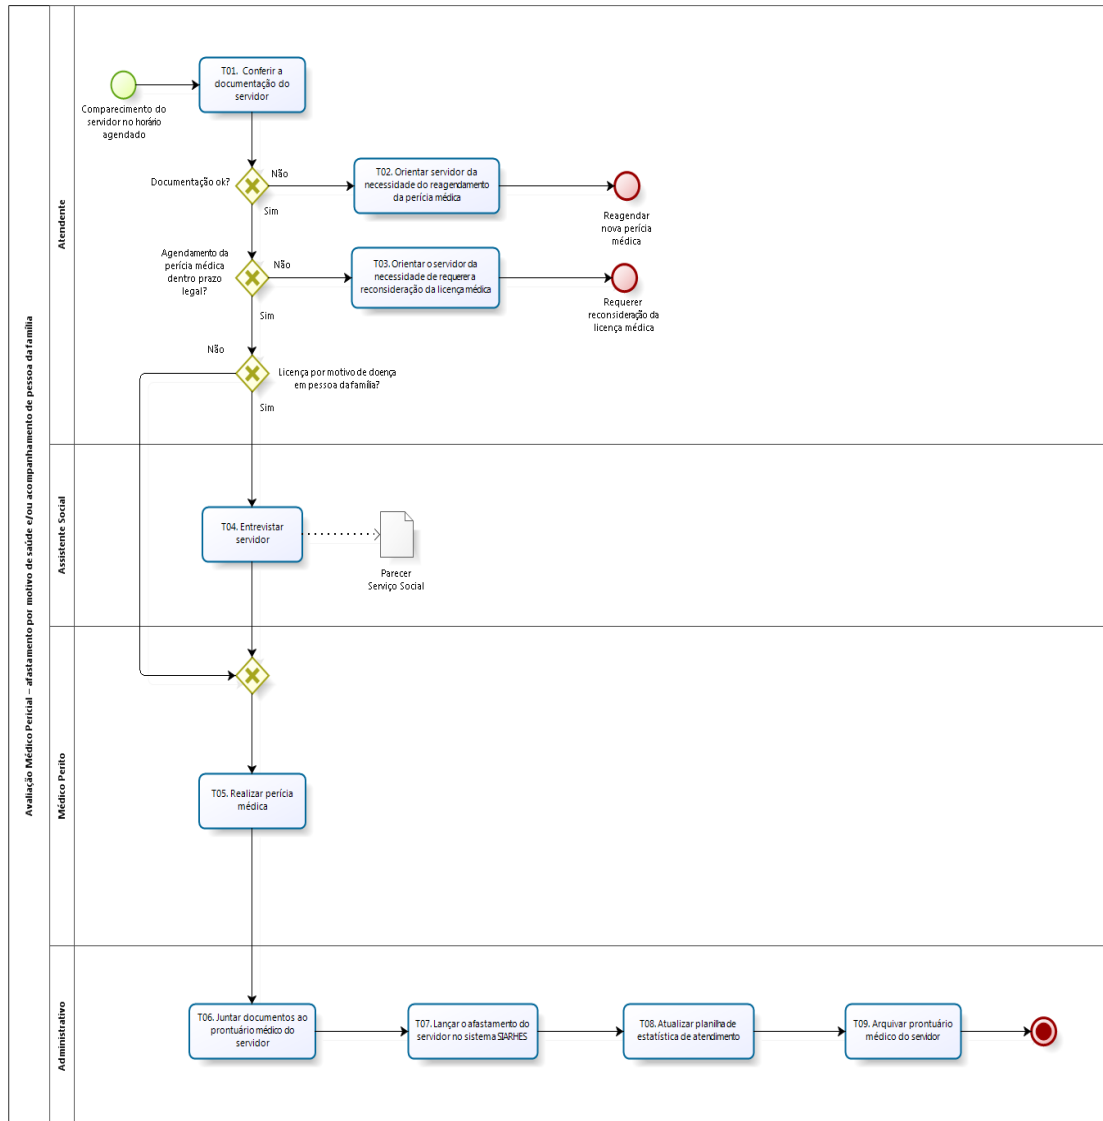 Avaliação Médico Pericial – afastamento por motivo de saúde e/ou acompanhamento de pessoa da família
Atendente
Comparecimento do
servidor no horário
agendado
T01. Conferir a
documentação do
servidor
Documentação ok?
Não
Sim
T02. Orientar servidor da
necessidade do reagendamento
da perícia médica
Reagendar
nova perícia
médica
Agendamento da
perícia médica
dentro prazo
legal?
Não
Sim
T03. Orientar o servidor da
necessidade de requerer a
reconsideração da licença médica
Requerer
reconsideração da
licença médica
Não
Licença por motivo de doença
em pessoa da família?
Sim
Assistente Social
T04. Entrevistar
servidor
Parecer
Serviço Social
Médico Perito
T05. Realizar perícia
médica
Administrativo
T06. Juntar documentos ao
prontuário médico do
servidor
T07. Lançar o afastamento do
servidor no sistema SIARHES
T08. Atualizar planilha de
estatística de atendimento
T09. Arquivar prontuário
médico do servidor